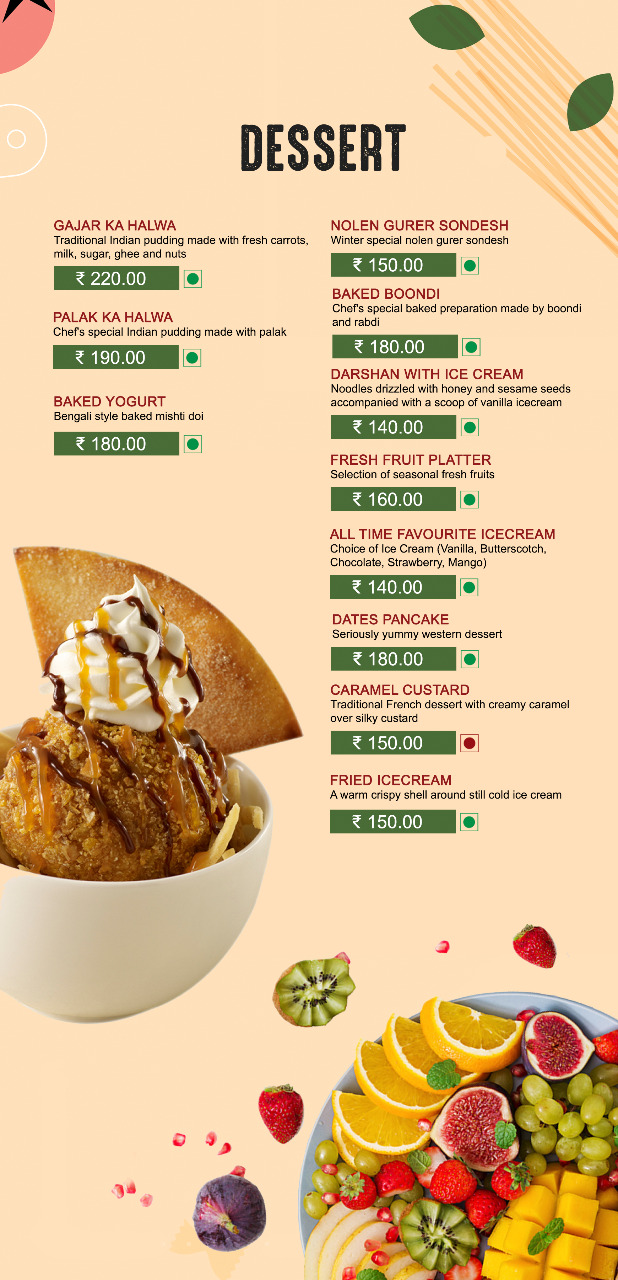 DESSERT
GAJAR KA HALWA
Traditional Indian pudding made with fresh carrots,
milk, sugar, ghee and nuts
₹ 220.00
PALAK KA HALWA
Chef's special Indian pudding made with palak
₹ 190.00
BAKED YOGURT
Bengali style baked mishti doi
₹ 180.00
NOLEN GURER SONDESH
Winter special nolen gurer sondesh
₹ 150.00
BAKED BOONDI
Chef's special baked preparation made by boondi
and rabdi
₹ 180.00
DARSHAN WITH ICE CREAM
Noodles drizzled with honey and sesame seeds
accompanied with a scoop of vanilla icecream
₹ 140.00
FRESH FRUIT PLATTER
Selection of seasonal fresh fruits
₹ 160.00
ALL TIME FAVOURITE ICECREAM
Choice of Ice Cream (Vanilla, Butterscotch,
Chocolate, Strawberry, Mango)
₹ 140.00
DATES PANCAKE
Seriously yummy western dessert
₹ 180.00
CARAMEL CUSTARD
Traditional French dessert with creamy caramel
over silky custard
₹ 150.00
FRIED ICECREAM
A warm crispy shell around still cold ice cream
₹ 150.00